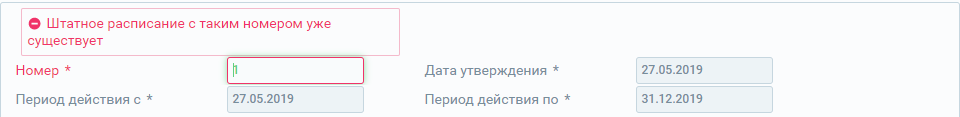 Штатное расписание с таким номером уже
существует
Номер * 1 Дата утверждения * 27.05.2019
Период действия с * 27.05.2019 Период действия по * 31.12.2019